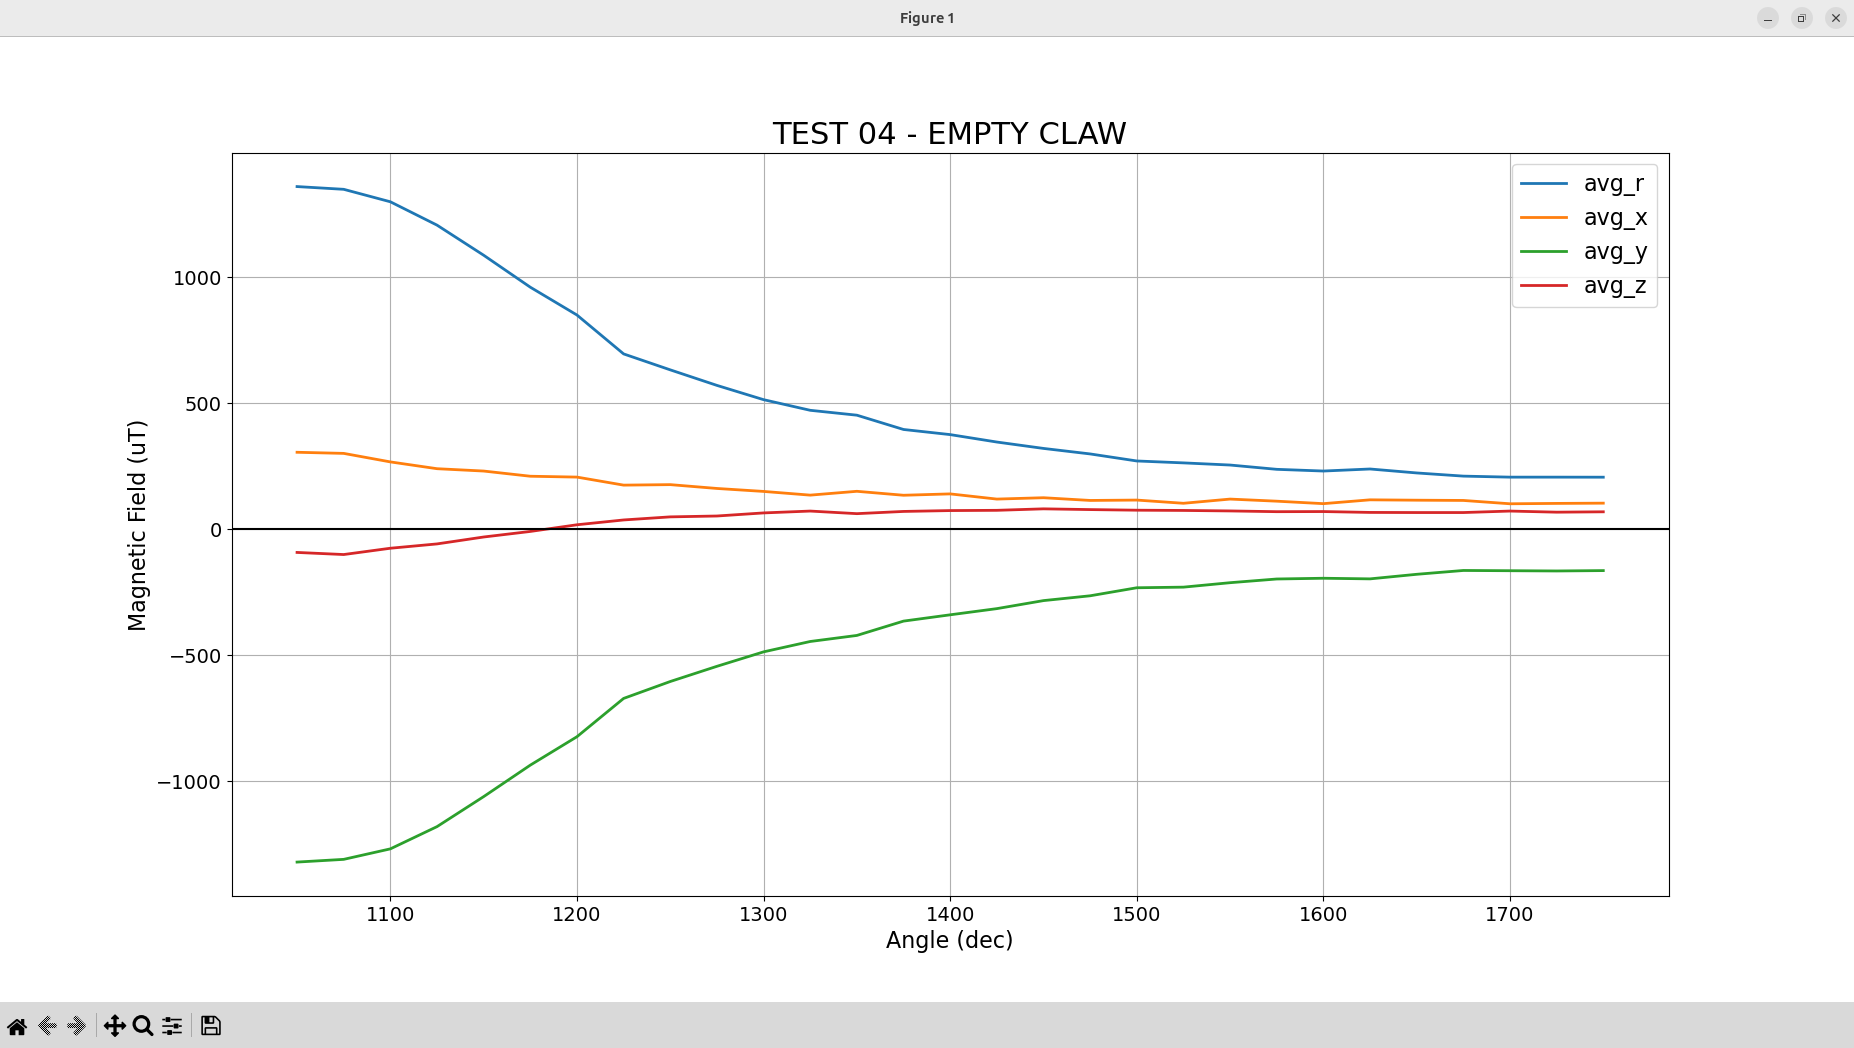 Figure 1
TEST 04 - EMPTY CLAW
avg_r
avg_x
avg_y
avg_z
Magnetic Field (uT)
1000
500
0
−500
−1000
1100 1200 1300 1400 1500 1600 1700
Angle (dec)